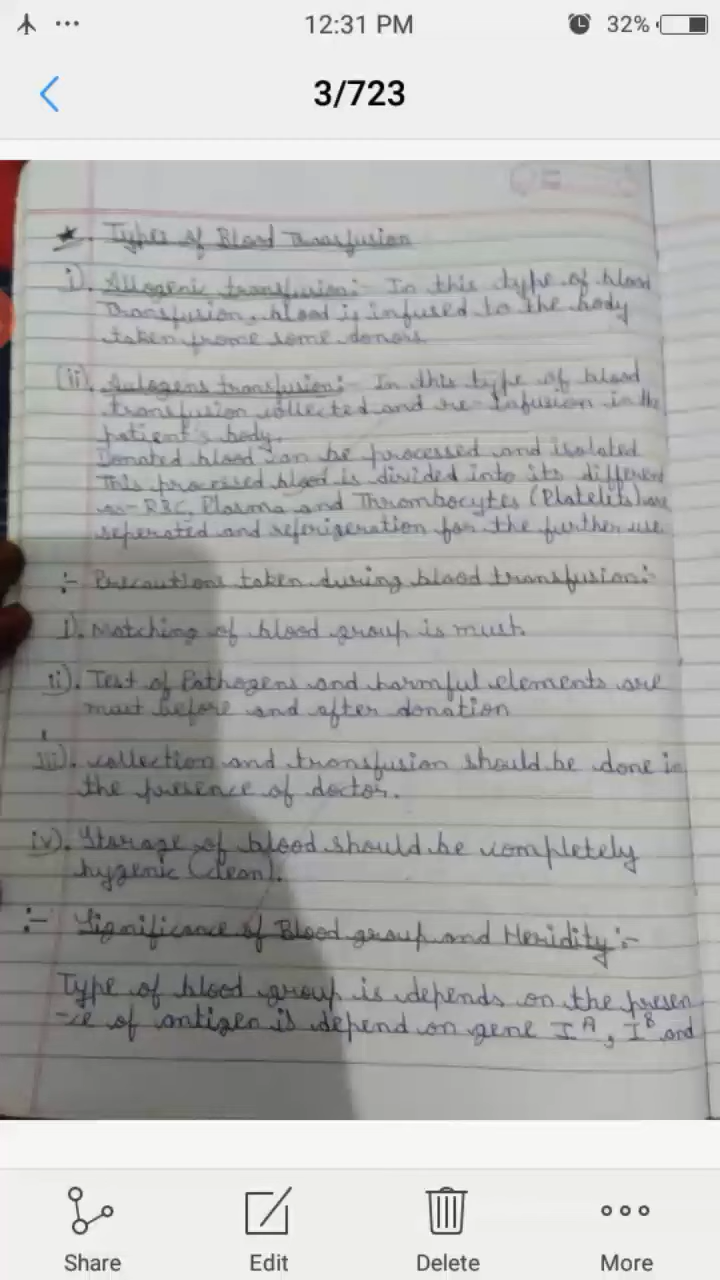 12:31 PM
32%
3/723
Types of Blood Transfusion
i). Allogenic transfusion:- In this type of blood
Transfusion, blood is infused to the body
taken frome some donors.
(ii). Autogens transfusion:- In this type of blood
transfusion collected and re-Infusion in the
patient's body.
Donated blood can be processed and isolated
This processed blood is divided into its different
as- RBC, Plasma and Thrombocytes (Platelits) are
seperated and refrigeration for the further use
:- Precautions taken during blood transfusion:-
i). Matching of blood group is must.
ii). Test of Pathogens and harmful elements are
must before and after donation
iii). collection and transfusion should be done in
the presence of doctor.
iv). Storage of blood should be completely
hygenic (clean).
:- Significance of Blood group and Heridity:-
Type of blood group is depends on the presen
-ce of antigen is depend on gene I^A, I^B and
Share
Edit
Delete
More